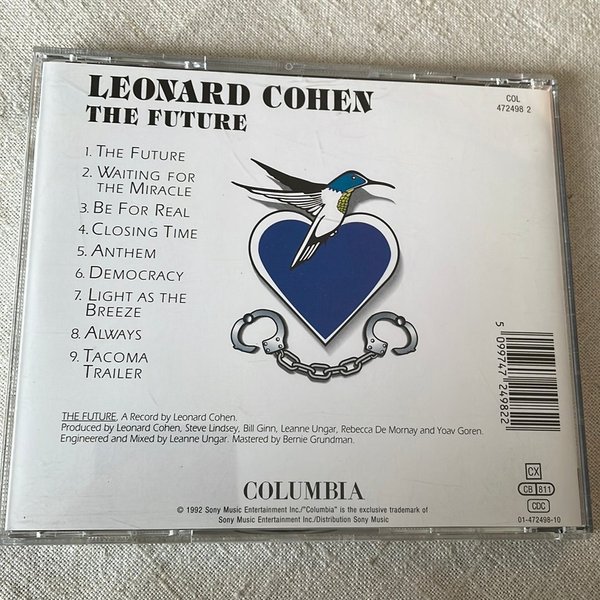 LEONARD COHEN
THE FUTURE
COL
472498 2
1. THE FUTURE
2. WAITING FOR
THE MIRACLE
3. BE FOR REAL
4. CLOSING TIME
5. ANTHEM
6. DEMOCRACY
7. LIGHT AS THE
BREEZE
8. ALWAYS
9. TACOMA
TRAILER
5 099747 249822
THE FUTURE, A Record by Leonard Cohen.
Produced by Leonard Cohen, Steve Lindsey, Bill Ginn, Leanne Ungar, Rebecca De Mornay and Yoav Goren.
Engineered and Mixed by Leanne Ungar. Mastered by Bernie Grundman.
COLUMBIA
© 1992 Sony Music Entertainment Inc./"Columbia" is the exclusive trademark of
Sony Music Entertainment Inc./Distribution Sony Music
CX
CB 811
CDC
01-472498-10